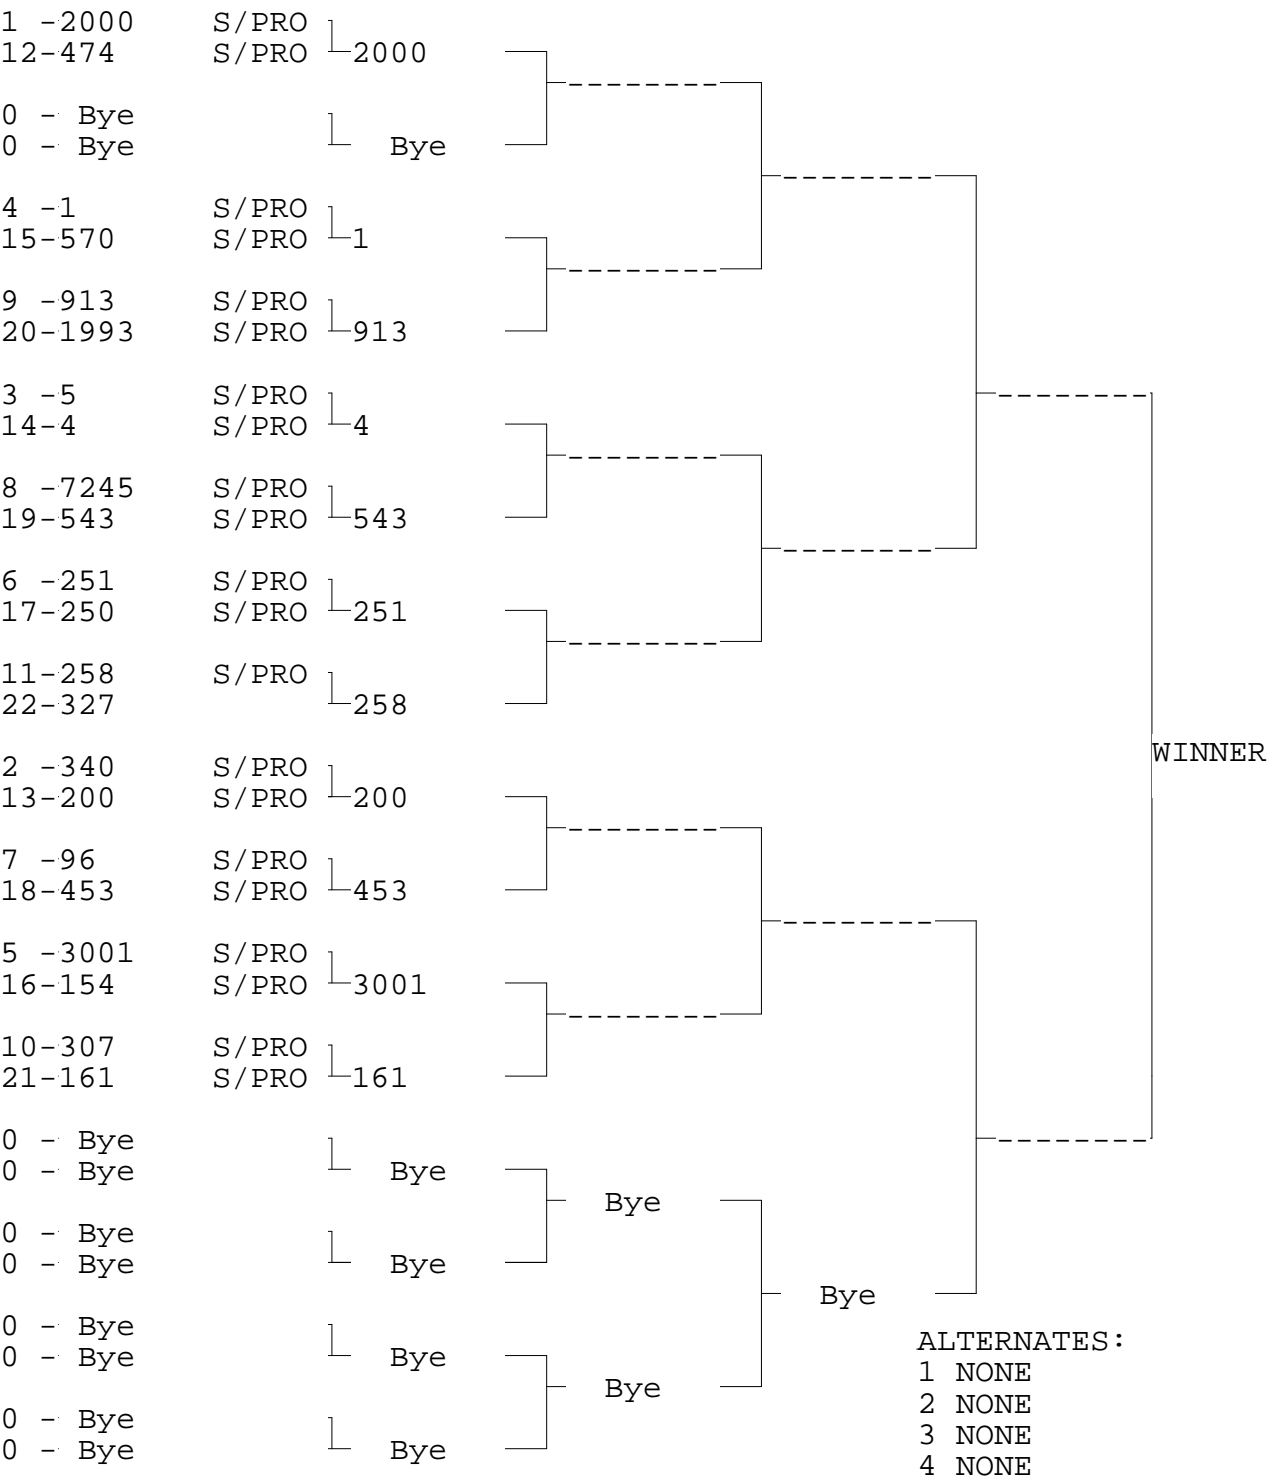 1 -2000 S/PRO
12-474 S/PRO 2000
0 - Bye
0 - Bye Bye
4 -1 S/PRO
15-570 S/PRO 1
9 -913 S/PRO
20-1993 S/PRO 913
3 -5 S/PRO
14-4 S/PRO 4
8 -7245 S/PRO
19-543 S/PRO 543
6 -251 S/PRO
17-250 S/PRO 251
11-258 S/PRO
22-327 258
WINNER
2 -340 S/PRO
13-200 S/PRO 200
7 -96 S/PRO
18-453 S/PRO 453
5 -3001 S/PRO
16-154 S/PRO 3001
10-307 S/PRO
21-161 S/PRO 161
0 - Bye
0 - Bye Bye
Bye
0 - Bye
0 - Bye Bye
Bye
0 - Bye
0 - Bye Bye
Bye
0 - Bye
0 - Bye Bye
ALTERNATES:
1 NONE
2 NONE
3 NONE
4 NONE